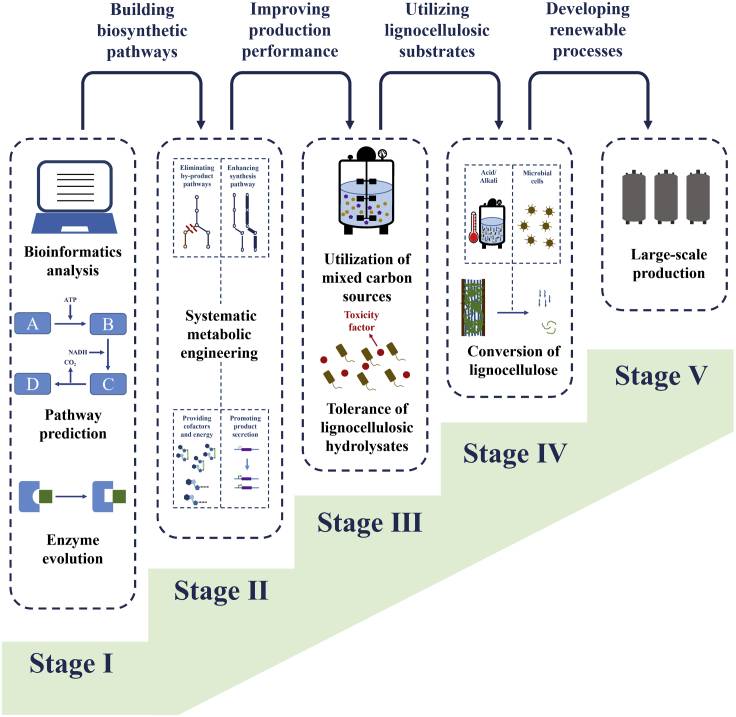 Building
biosynthetic
pathways
Improving
production
performance
Utilizing
lignocellulosic
substrates
Developing
renewable
processes
Bioinformatics
analysis
ATP
A
B
NADH
CO2
D
C
Pathway
prediction
Enzyme
evolution
Stage I
Eliminating
by-product
pathways
Enhancing
synthesis
pathway
Systematic
metabolic
engineering
Providing
cofactors
and energy
Promoting
product
secretion
Stage II
Utilization of
mixed carbon
sources
Toxicity
factor
Tolerance of
lignocellulosic
hydrolysates
Stage III
Acid/
Alkali
Microbial
cells
Conversion of
lignocellulose
Stage IV
Large-scale
production
Stage V